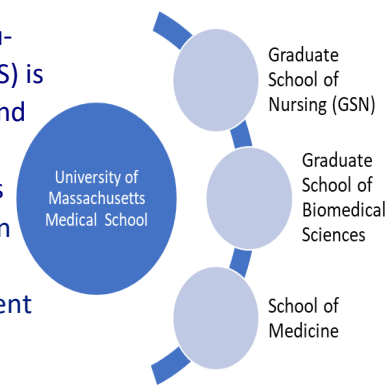 S) is
nd
ent
University of
Massachusetts
Medical School
Graduate
School of
Nursing (GSN)
Graduate
School of
Biomedical
Sciences
School of
Medicine